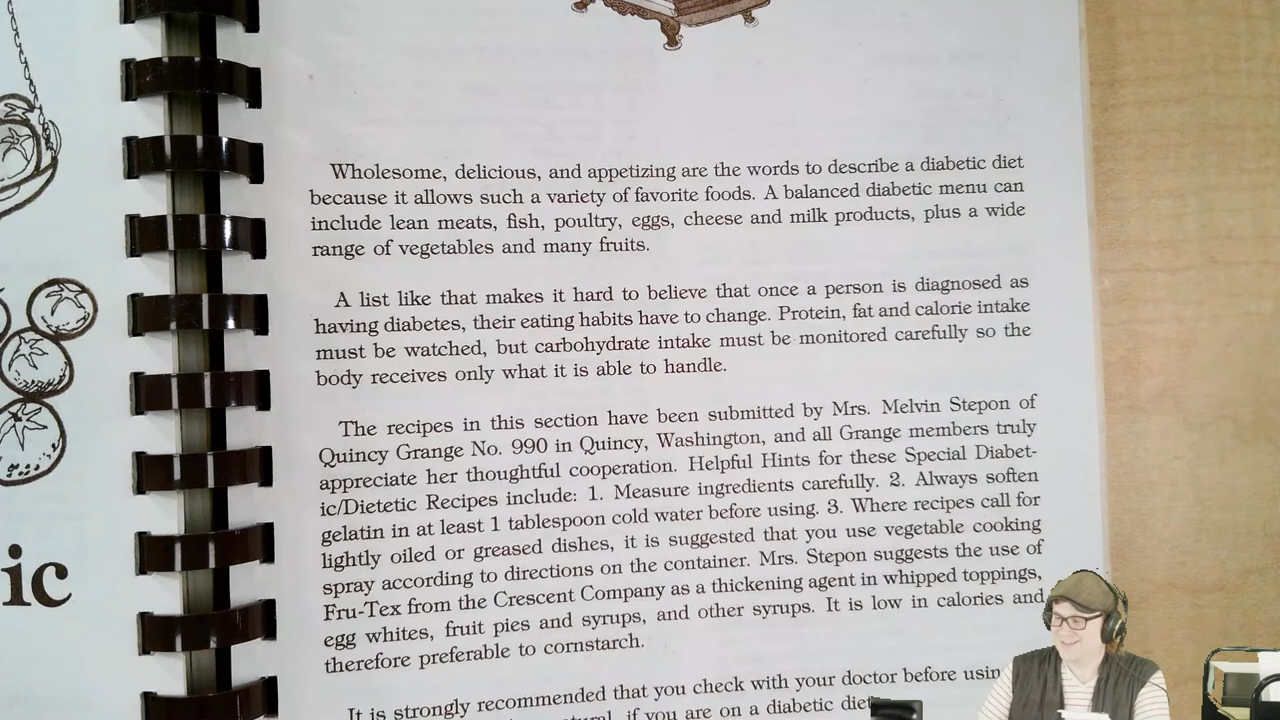 Wholesome, delicious, and appetizing are the words to describe a diabetic diet
because it allows such a variety of favorite foods. A balanced diabetic menu can
include lean meats, fish, poultry, eggs, cheese and milk products, plus a wide
range of vegetables and many fruits.
A list like that makes it hard to believe that once a person is diagnosed as
having diabetes, their eating habits have to change. Protein, fat and calorie intake
must be watched, but carbohydrate intake must be monitored carefully so the
body receives only what it is able to handle.
The recipes in this section have been submitted by Mrs. Melvin Stepon of
Quincy Grange No. 990 in Quincy, Washington, and all Grange members truly
appreciate her thoughtful cooperation. Helpful Hints for these Special Diabet-
ic/Dietetic Recipes include: 1. Measure ingredients carefully. 2. Always soften
gelatin in at least 1 tablespoon cold water before using. 3. Where recipes call for
lightly oiled or greased dishes, it is suggested that you use vegetable cooking
spray according to directions on the container. Mrs. Stepon suggests the use of
Fru-Tex from the Crescent Company as a thickening agent in whipped toppings,
egg whites, fruit pies and syrups, and other syrups. It is low in calories and
therefore preferable to cornstarch.
It is strongly recommended that you check with your doctor before usin
if you are on a diabetic diet
ic